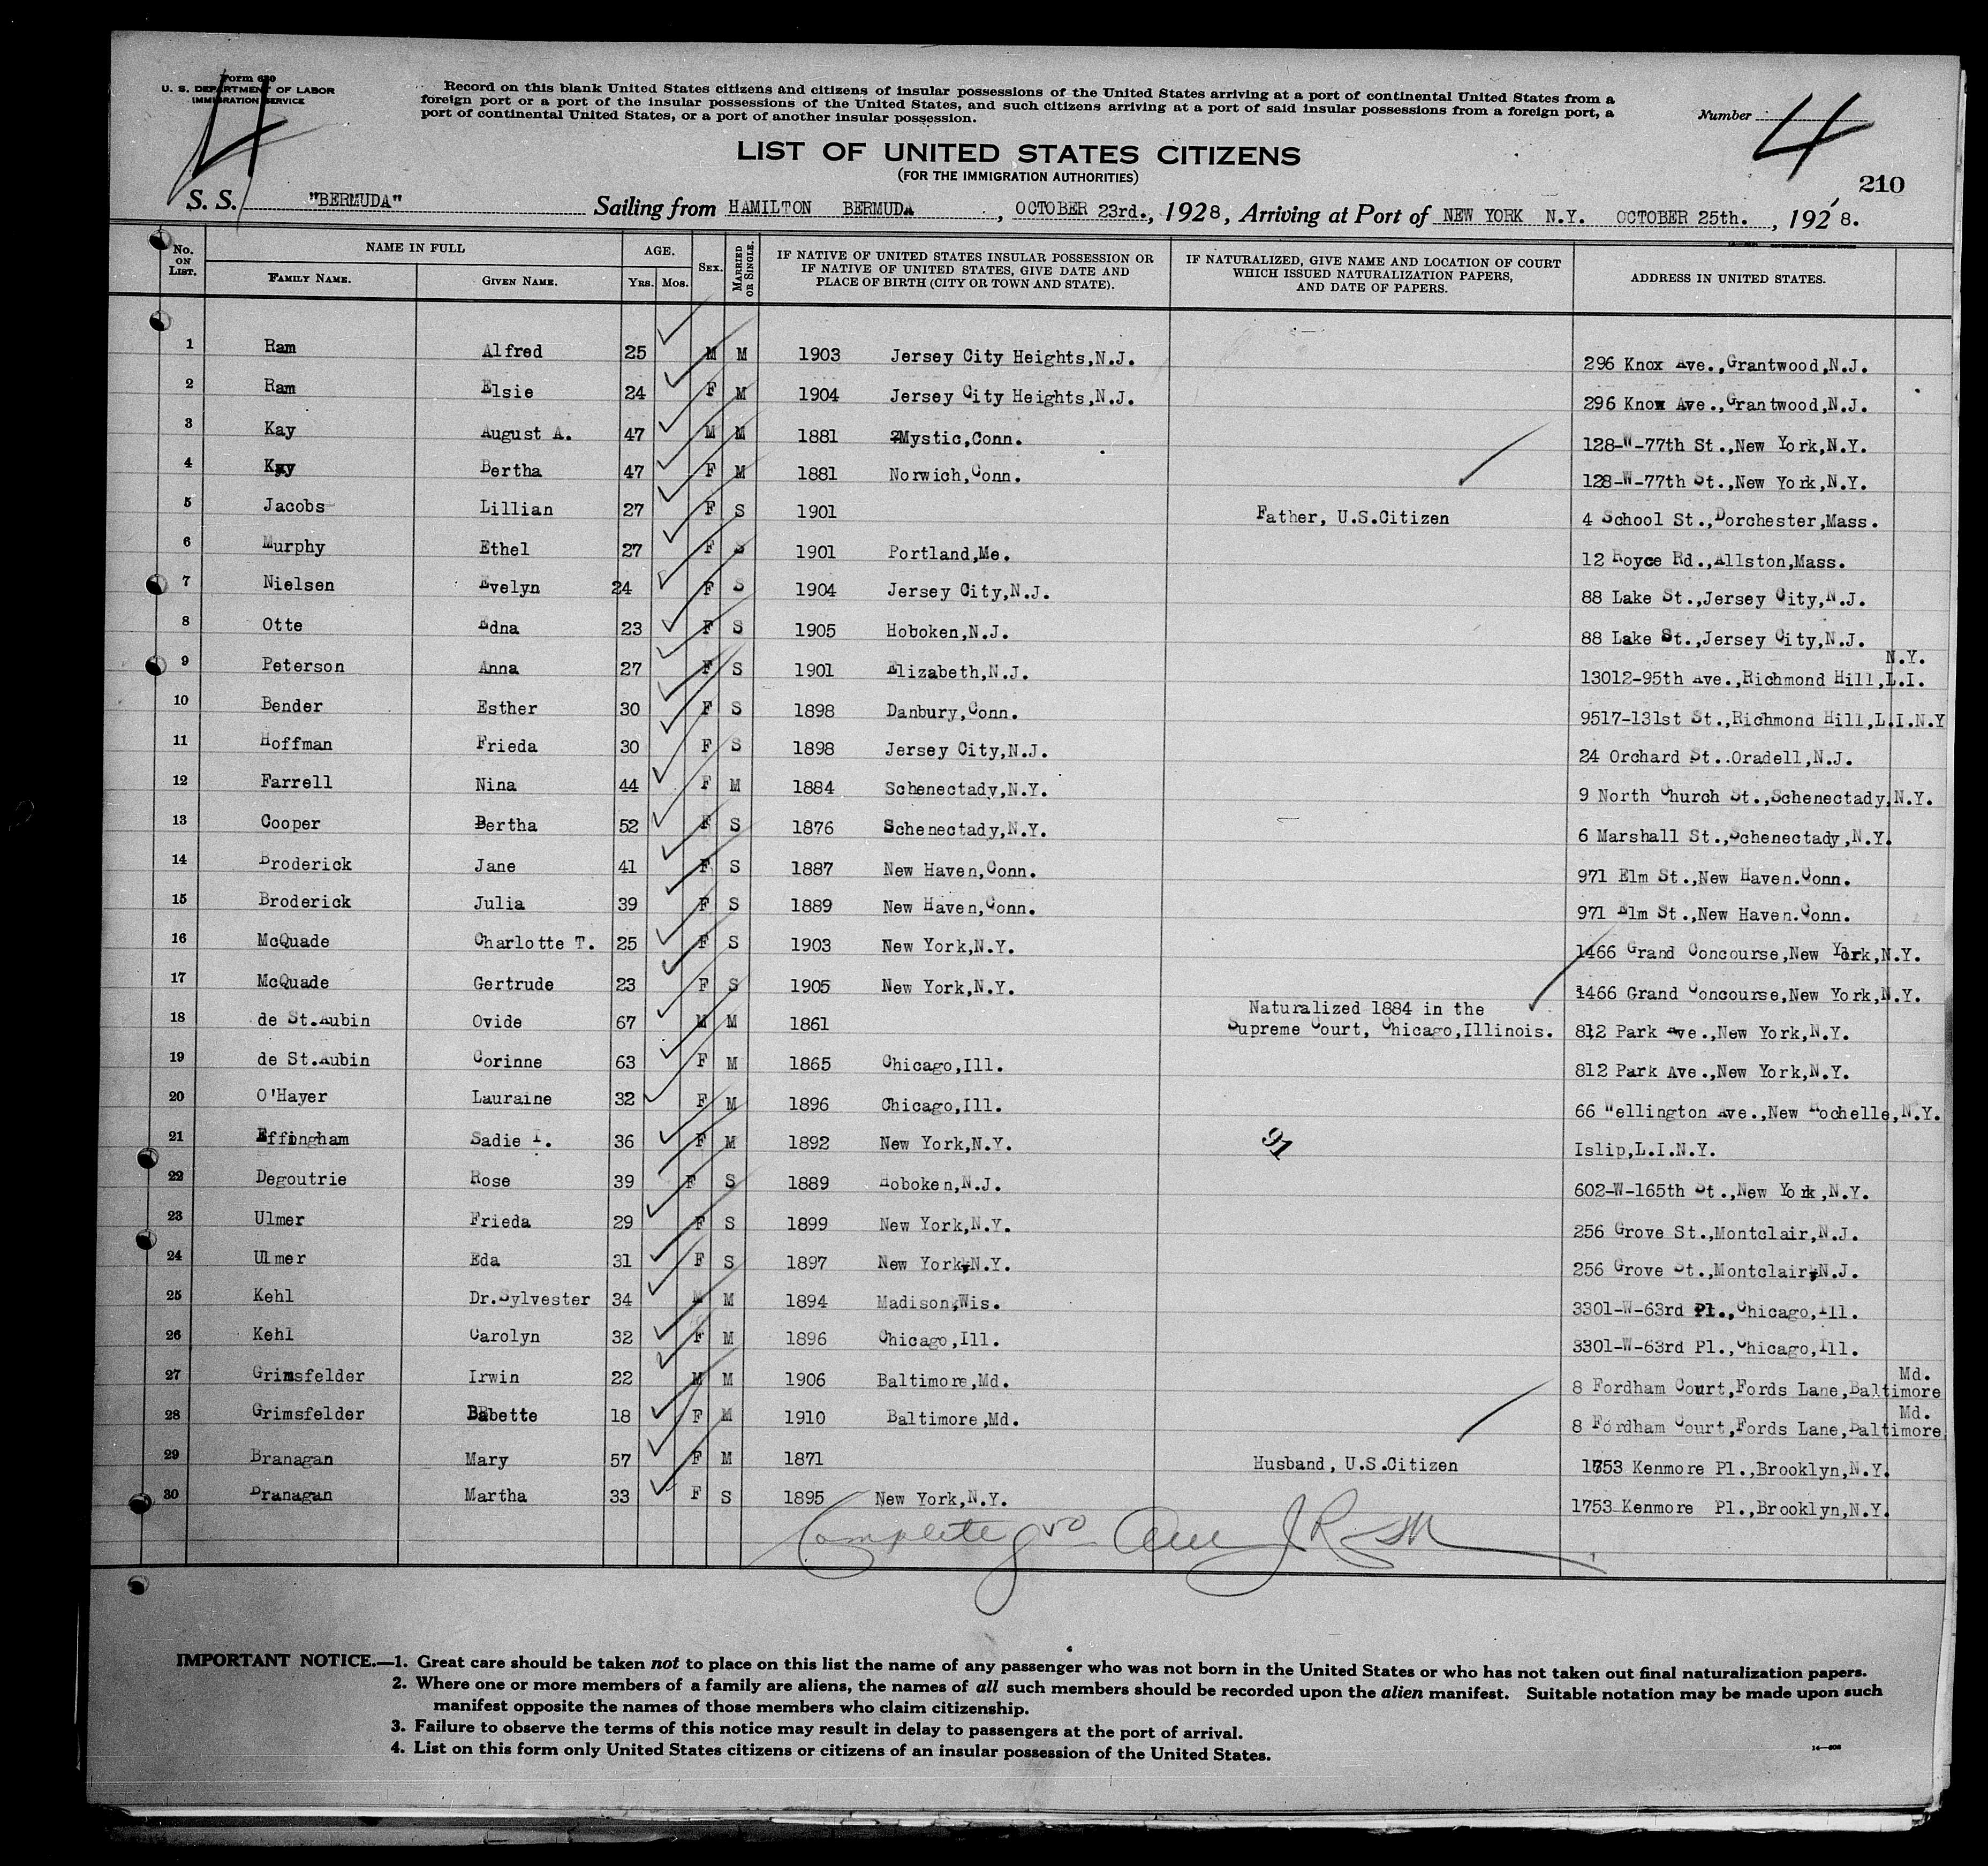 Form 630
U. S. DEPARTMENT OF LABOR
IMMIGRATION SERVICE
4
Record on this blank United States citizens and citizens of insular possessions of the United States arriving at a port of continental United States from a
foreign port or a port of the insular possessions of the United States, and such citizens arriving at a port of said insular possessions from a foreign port, a
port of continental United States, or a port of another insular possession.
Number 4
LIST OF UNITED STATES CITIZENS
(FOR THE IMMIGRATION AUTHORITIES)
210
S. S. "BERMUDA" Sailing from HAMILTON BERMUDA, OCTOBER 23rd., 1928, Arriving at Port of NEW YORK N.Y. OCTOBER 25th., 1928.
No. ON LIST. NAME IN FULL FAMILY NAME. GIVEN NAME. AGE. YRS. MOS. SEX. MARRIED OR SINGLE. IF NATIVE OF UNITED STATES INSULAR POSSESSION OR IF NATIVE OF UNITED STATES, GIVE DATE AND PLACE OF BIRTH (CITY OR TOWN AND STATE). IF NATURALIZED, GIVE NAME AND LOCATION OF COURT WHICH ISSUED NATURALIZATION PAPERS, AND DATE OF PAPERS. ADDRESS IN UNITED STATES.
1 Ram Alfred 25 M M 1903 Jersey City Heights,N.J. 296 Knox Ave.,Grantwood,N.J.
2 Ram Elsie 24 F M 1904 Jersey City Heights,N.J. 296 Knox Ave.,Grantwood,N.J.
3 Kay August A. 47 M M 1881 Mystic,Conn. 128-W-77th St.,New York,N.Y.
4 Kay Bertha 47 F M 1881 Norwich,Conn. 128-W-77th St.,New York,N.Y.
5 Jacobs Lillian 27 F S 1901 Father, U.S.Citizen 4 School St.,Dorchester,Mass.
6 Murphy Ethel 27 F S 1901 Portland,Me. 12 Royce Rd.,Allston,Mass.
7 Nielsen Evelyn 24 F S 1904 Jersey City,N.J. 88 Lake St.,Jersey City,N.J.
8 Otte Edna 23 F S 1905 Hoboken,N.J. 88 Lake St.,Jersey City,N.J.
9 Peterson Anna 27 F S 1901 Elizabeth,N.J. 13012-95th Ave.,Richmond Hill,L.I. N.Y.
10 Bender Esther 30 F S 1898 Danbury,Conn. 9517-131st St.,Richmond Hill,L.I.N.Y
11 Hoffman Frieda 30 F S 1898 Jersey City,N.J. 24 Orchard St..Oradell,N.J.
12 Farrell Nina 44 F M 1884 Schenectady,N.Y. 9 North Church St.,Schenectady,N.Y.
13 Cooper Bertha 52 F S 1876 Schenectady,N.Y. 6 Marshall St.,Schenectady,N.Y.
14 Broderick Jane 41 F S 1887 New Haven,Conn. 971 Elm St.,New Haven.Conn.
15 Broderick Julia 39 F S 1889 New Haven,Conn. 971 Elm St.,New Haven.Conn.
16 McQuade Charlotte T. 25 F S 1903 New York,N.Y. 1466 Grand Concourse,New York,N.Y.
17 McQuade Gertrude 23 F S 1905 New York,N.Y. 1466 Grand Concourse,New York,N.Y.
18 de St.Aubin Ovide 67 M M 1861 Naturalized 1884 in the Supreme Court, Chicago,Illinois. 812 Park Ave.,New York,N.Y.
19 de St.Aubin Corinne 63 F M 1865 Chicago,Ill. 812 Park Ave.,New York,N.Y.
20 O'Hayer Lauraine 32 F M 1896 Chicago,Ill. 66 Wellington Ave.,New Rochelle,N.Y.
21 Effingham Sadie I. 36 F M 1892 New York,N.Y. 91 Islip,L.I.N.Y.
22 Degoutrie Rose 39 F S 1889 Hoboken,N.J. 602-W-165th St.,New York,N.Y.
23 Ulmer Frieda 29 F S 1899 New York,N.Y. 256 Grove St.,Montclair,N.J.
24 Ulmer Eda 31 F S 1897 New York,N.Y. 256 Grove St.,Montclair,N.J.
25 Kehl Dr.Sylvester 34 M M 1894 Madison,Wis. 3301-W-63rd Pl.,Chicago,Ill.
26 Kehl Carolyn 32 F M 1896 Chicago,Ill. 3301-W-63rd Pl.,Chicago,Ill.
27 Grimsfelder Irwin 22 M M 1906 Baltimore,Md. 8 Fordham Court,Fords Lane,Baltimore Md.
28 Grimsfelder Babette 18 F M 1910 Baltimore,Md. 8 Fordham Court,Fords Lane,Baltimore Md.
29 Branagan Mary 57 F M 1871 Husband, U.S.Citizen 1753 Kenmore Pl.,Brooklyn,N.Y.
30 Branagan Martha 33 F S 1895 New York,N.Y. 1753 Kenmore Pl.,Brooklyn,N.Y.
Complete
IMPORTANT NOTICE.—1. Great care should be taken not to place on this list the name of any passenger who was not born in the United States or who has not taken out final naturalization papers.
2. Where one or more members of a family are aliens, the names of all such members should be recorded upon the alien manifest. Suitable notation may be made upon such
manifest opposite the names of those members who claim citizenship.
3. Failure to observe the terms of this notice may result in delay to passengers at the port of arrival.
4. List on this form only United States citizens or citizens of an insular possession of the United States.